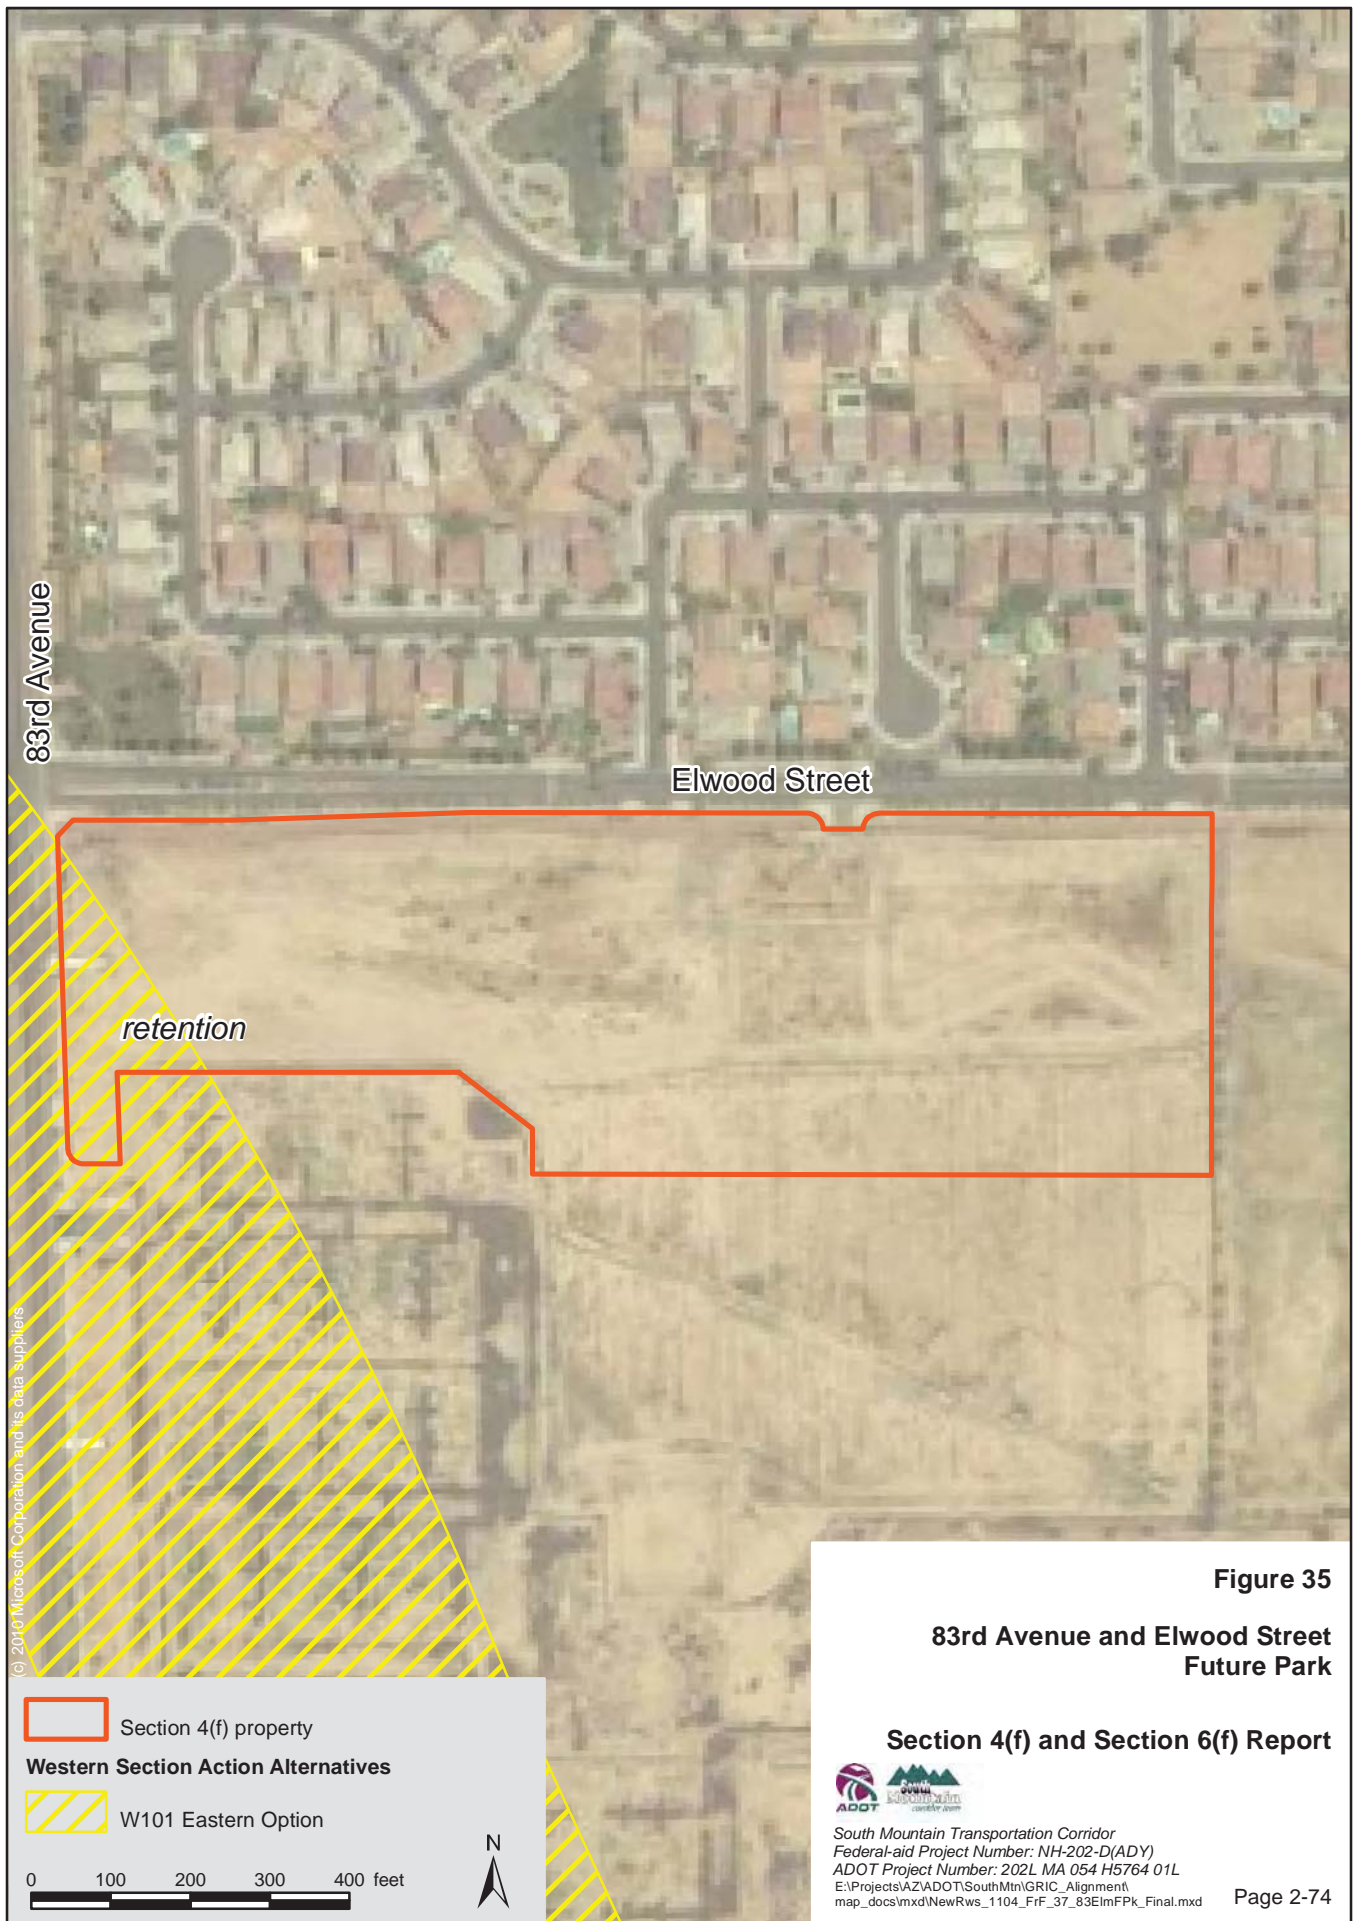 83rd Avenue
Elwood Street
retention
(c) 2010 Microsoft Corporation and its data suppliers
Figure 35
83rd Avenue and Elwood Street
Future Park
Section 4(f) and Section 6(f) Report
ADOT
South
Mountain
corridor team
South Mountain Transportation Corridor
Federal-aid Project Number: NH-202-D(ADY)
ADOT Project Number: 202L MA 054 H5764 01L
E:\Projects\AZ\ADOT\SouthMtn\GRIC_Alignment\
map_docs\mxd\NewRws_1104_FrF_37_83ElmFPk_Final.mxd
Page 2-74
Section 4(f) property
Western Section Action Alternatives
W101 Eastern Option
N
0 100 200 300 400 feet